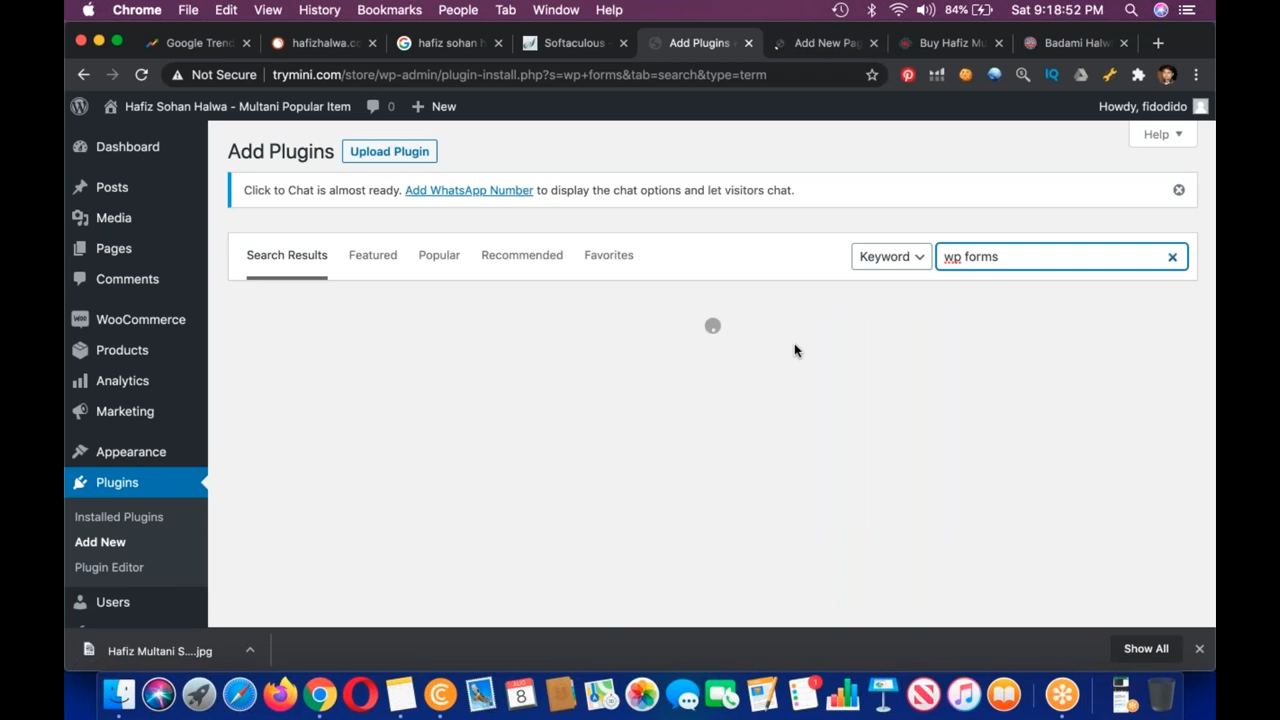 Chrome File Edit View History Bookmarks People Tab Window Help 84% Sat 9:18:52 PM
Google Trend hafizhalwa.c hafiz sohan h Softaculous - Add Plugins Add New Pag Buy Hafiz Mu Badami Halw
Not Secure trymini.com/store/wp-admin/plugin-install.php?s=wp+forms&tab=search&type=term IQ
Hafiz Sohan Halwa - Multani Popular Item 0 New Howdy, fidodido
Help
Dashboard
Add Plugins Upload Plugin
Posts
Click to Chat is almost ready. Add WhatsApp Number to display the chat options and let visitors chat.
Media
Pages
Search Results Featured Popular Recommended Favorites Keyword wp forms
Comments
WooCommerce
Products
Analytics
Marketing
Appearance
Plugins
Installed Plugins
Add New
Plugin Editor
Users
Hafiz Multani S....jpg Show All
AUG
8
1